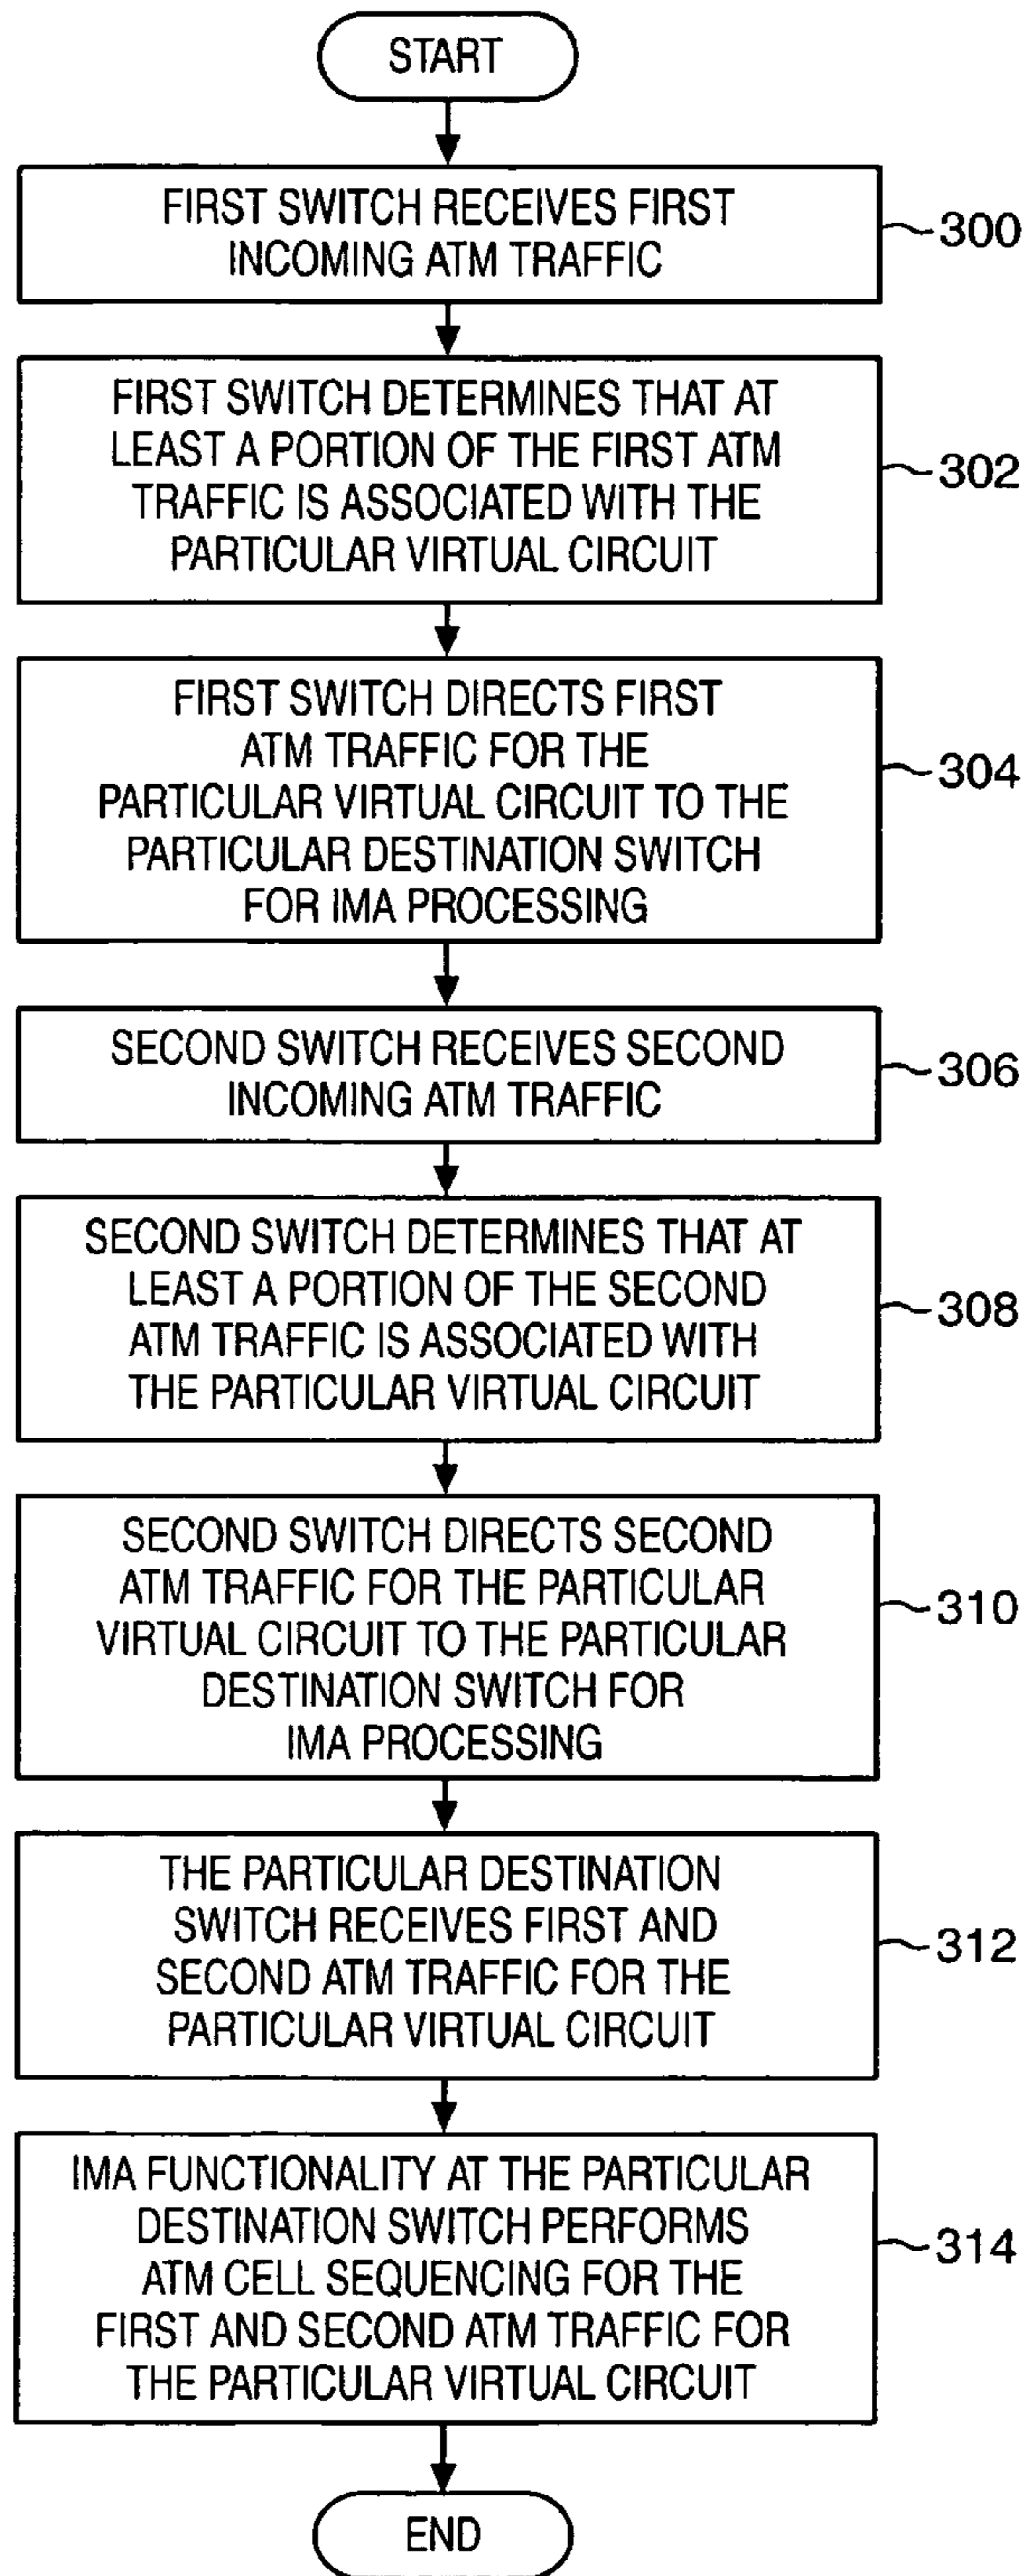 START
FIRST SWITCH RECEIVES FIRST
INCOMING ATM TRAFFIC
300
FIRST SWITCH DETERMINES THAT AT
LEAST A PORTION OF THE FIRST ATM
TRAFFIC IS ASSOCIATED WITH THE
PARTICULAR VIRTUAL CIRCUIT
302
FIRST SWITCH DIRECTS FIRST
ATM TRAFFIC FOR THE
PARTICULAR VIRTUAL CIRCUIT TO THE
PARTICULAR DESTINATION SWITCH
FOR IMA PROCESSING
304
SECOND SWITCH RECEIVES SECOND
INCOMING ATM TRAFFIC
306
SECOND SWITCH DETERMINES THAT AT
LEAST A PORTION OF THE SECOND
ATM TRAFFIC IS ASSOCIATED WITH
THE PARTICULAR VIRTUAL CIRCUIT
308
SECOND SWITCH DIRECTS SECOND
ATM TRAFFIC FOR THE PARTICULAR
VIRTUAL CIRCUIT TO THE PARTICULAR
DESTINATION SWITCH FOR
IMA PROCESSING
310
THE PARTICULAR DESTINATION
SWITCH RECEIVES FIRST AND
SECOND ATM TRAFFIC FOR THE
PARTICULAR VIRTUAL CIRCUIT
312
IMA FUNCTIONALITY AT THE PARTICULAR
DESTINATION SWITCH PERFORMS
ATM CELL SEQUENCING FOR THE
FIRST AND SECOND ATM TRAFFIC FOR
THE PARTICULAR VIRTUAL CIRCUIT
314
END